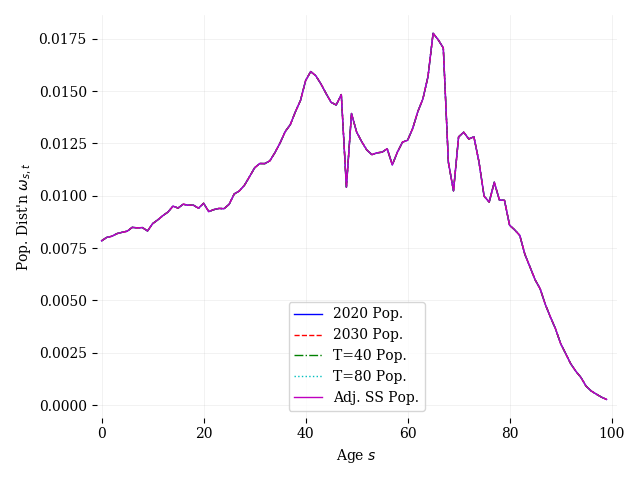 0.0175
0.0150
0.0125
0.0100
0.0075
0.0050
0.0025
0.0000
Pop. Dist'n ω_{s,t}
2020 Pop.
2030 Pop.
T=40 Pop.
T=80 Pop.
Adj. SS Pop.
0 20 40 60 80 100
Age s